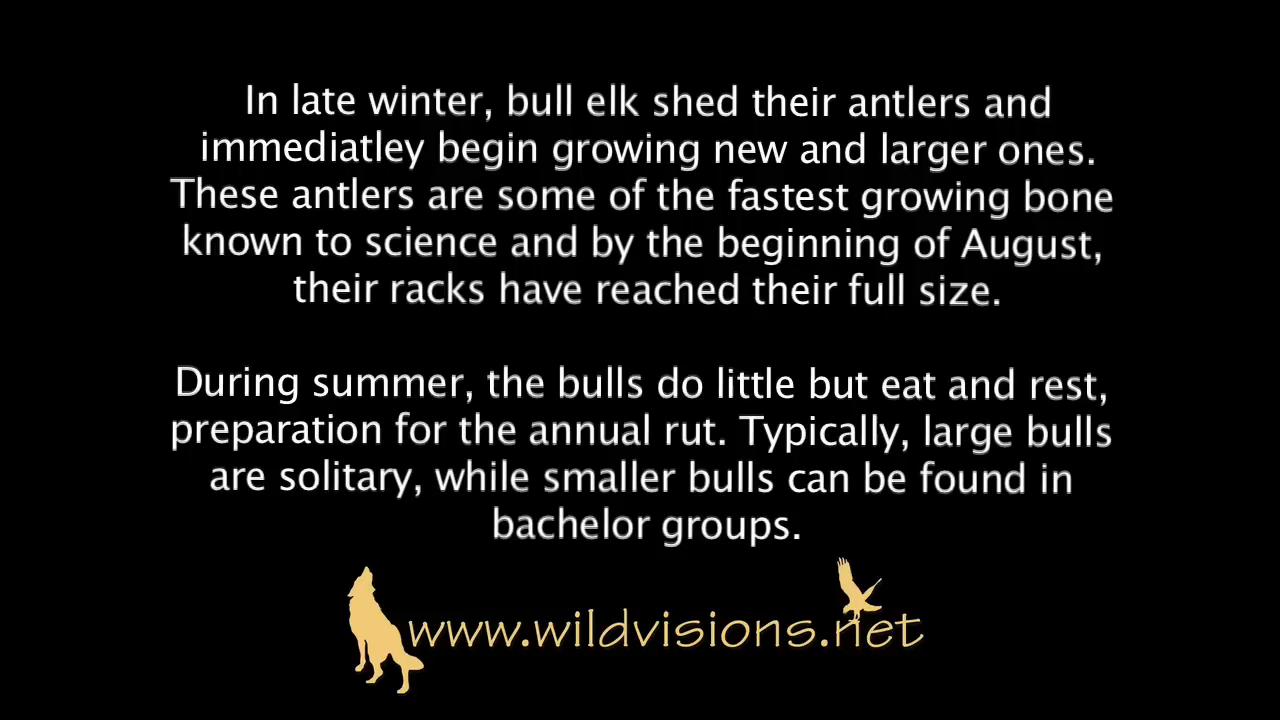 In late winter, bull elk shed their antlers and
immediatley begin growing new and larger ones.
These antlers are some of the fastest growing bone
known to science and by the beginning of August,
their racks have reached their full size.
During summer, the bulls do little but eat and rest,
preparation for the annual rut. Typically, large bulls
are solitary, while smaller bulls can be found in
bachelor groups.
www.wildvisions.net